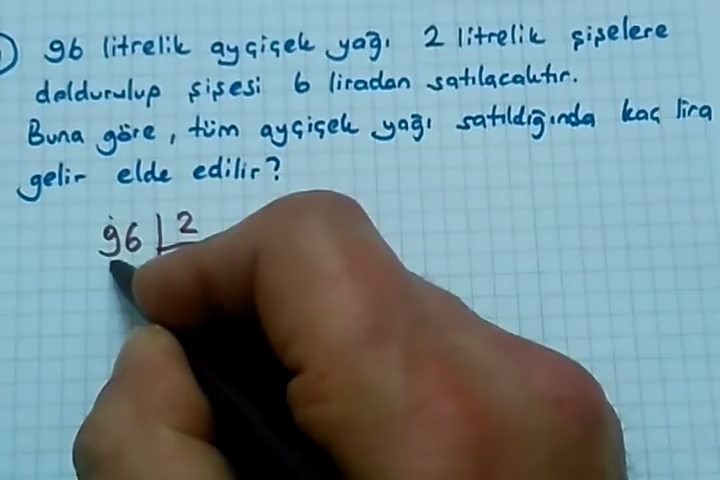 96 litrelik ayçiçek yağı 2 litrelik şişelere
doldurulup şişesi 6 liradan satılacaktır.
Buna göre, tüm ayçiçek yağı satıldığında kaç lira
gelir elde edilir?
96 2